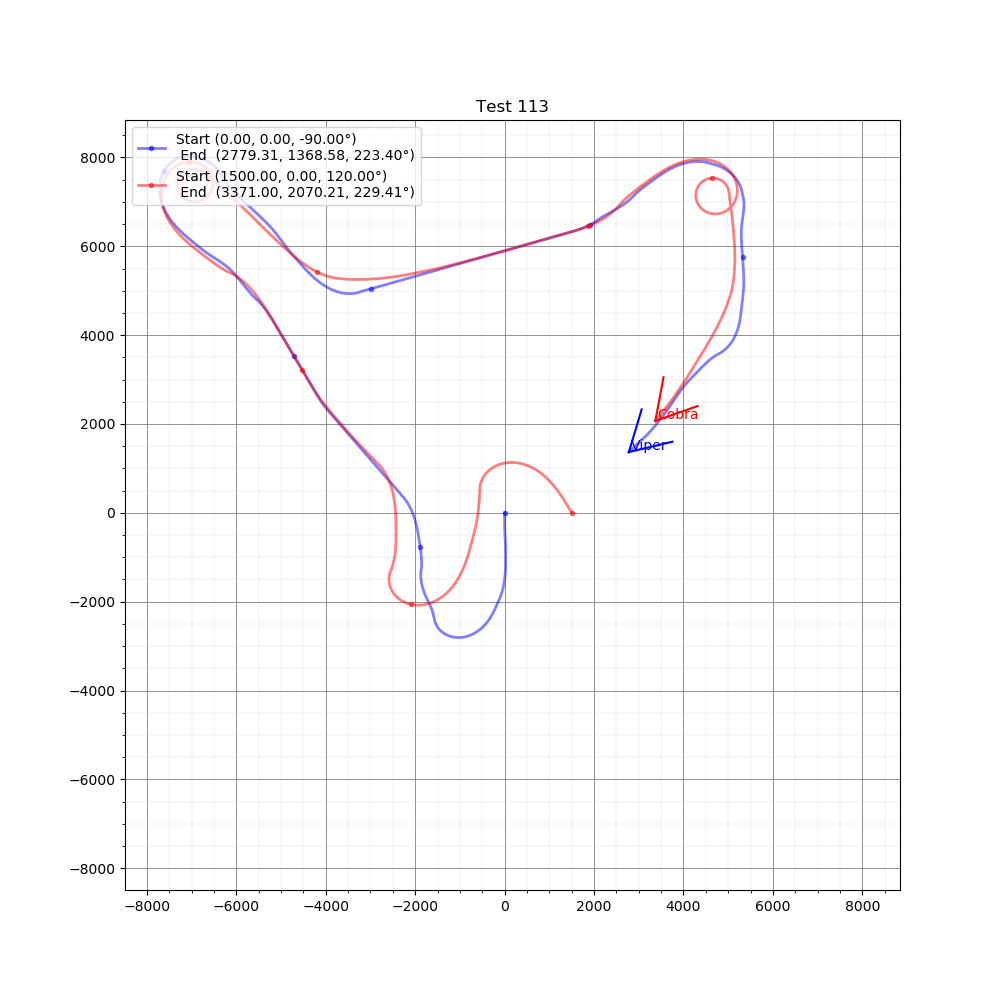 Test 113
Start (0.00, 0.00, -90.00°)
End (2779.31, 1368.58, 223.40°)
Start (1500.00, 0.00, 120.00°)
End (3371.00, 2070.21, 229.41°)
8000
6000
4000
2000
0
−2000
−4000
−6000
−8000
Cobra
Viper
−8000 −6000 −4000 −2000 0 2000 4000 6000 8000